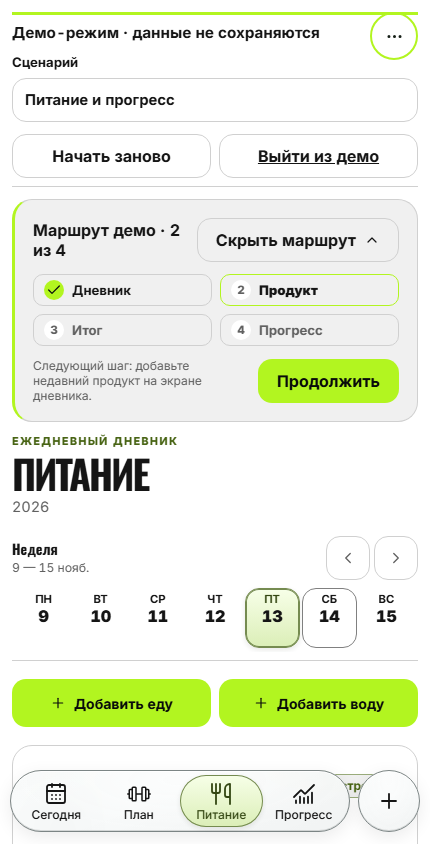 Демо-режим · данные не сохраняются
Сценарий
Питание и прогресс
Начать заново
Выйти из демо
Маршрут демо · 2
из 4
Скрыть маршрут
Дневник
2 Продукт
3 Итог
4 Прогресс
Следующий шаг: добавьте
недавний продукт на экране
дневника.
Продолжить
ЕЖЕДНЕВНЫЙ ДНЕВНИК
ПИТАНИЕ
2026
Неделя
9 — 15 нояб.
ПН ВТ СР ЧТ ПТ СБ ВС
9 10 11 12 13 14 15
+ Добавить еду
+ Добавить воду
Сегодня
План
Питание
Прогресс
+